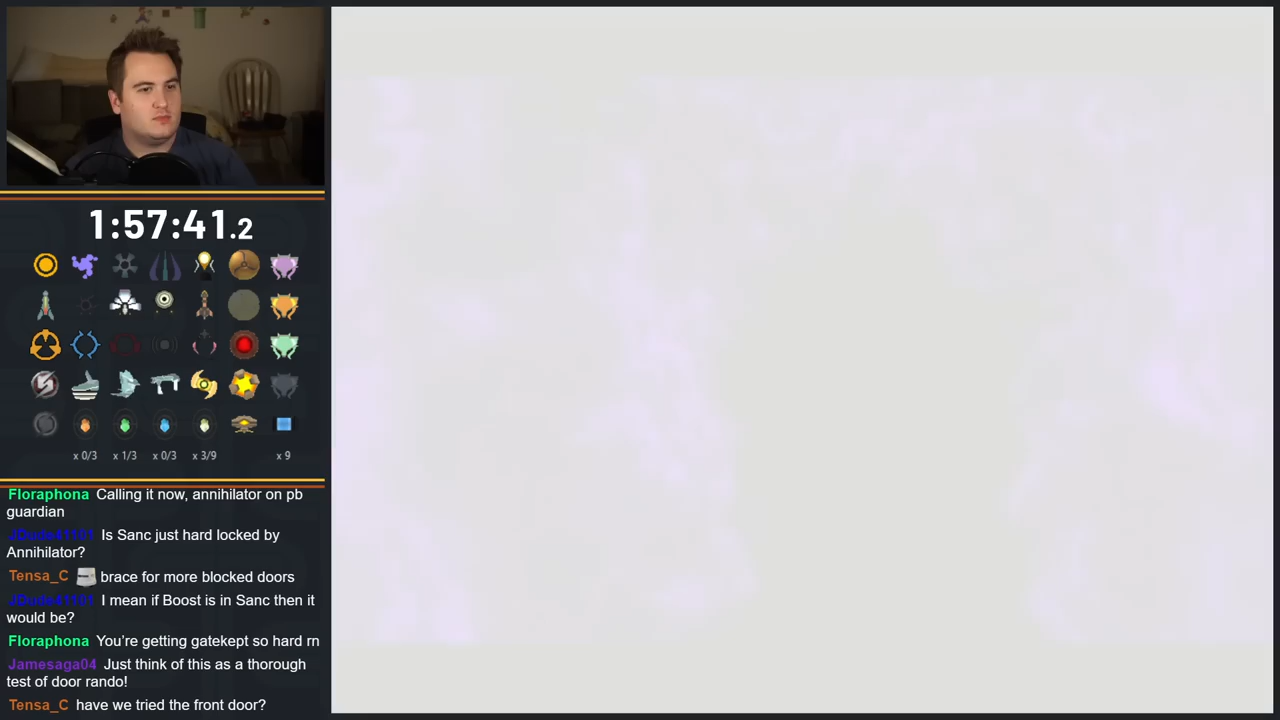 1:57:41.2
x 0/3 x 1/3 x 0/3 x 3/9 x 9
Floraphona Calling it now, annihilator on pb
guardian
JDude41101 Is Sanc just hard locked by
Annihilator?
Tensa_C brace for more blocked doors
JDude41101 I mean if Boost is in Sanc then it
would be?
Floraphona You’re getting gatekept so hard rn
Jamesaga04 Just think of this as a thorough
test of door rando!
Tensa_C have we tried the front door?